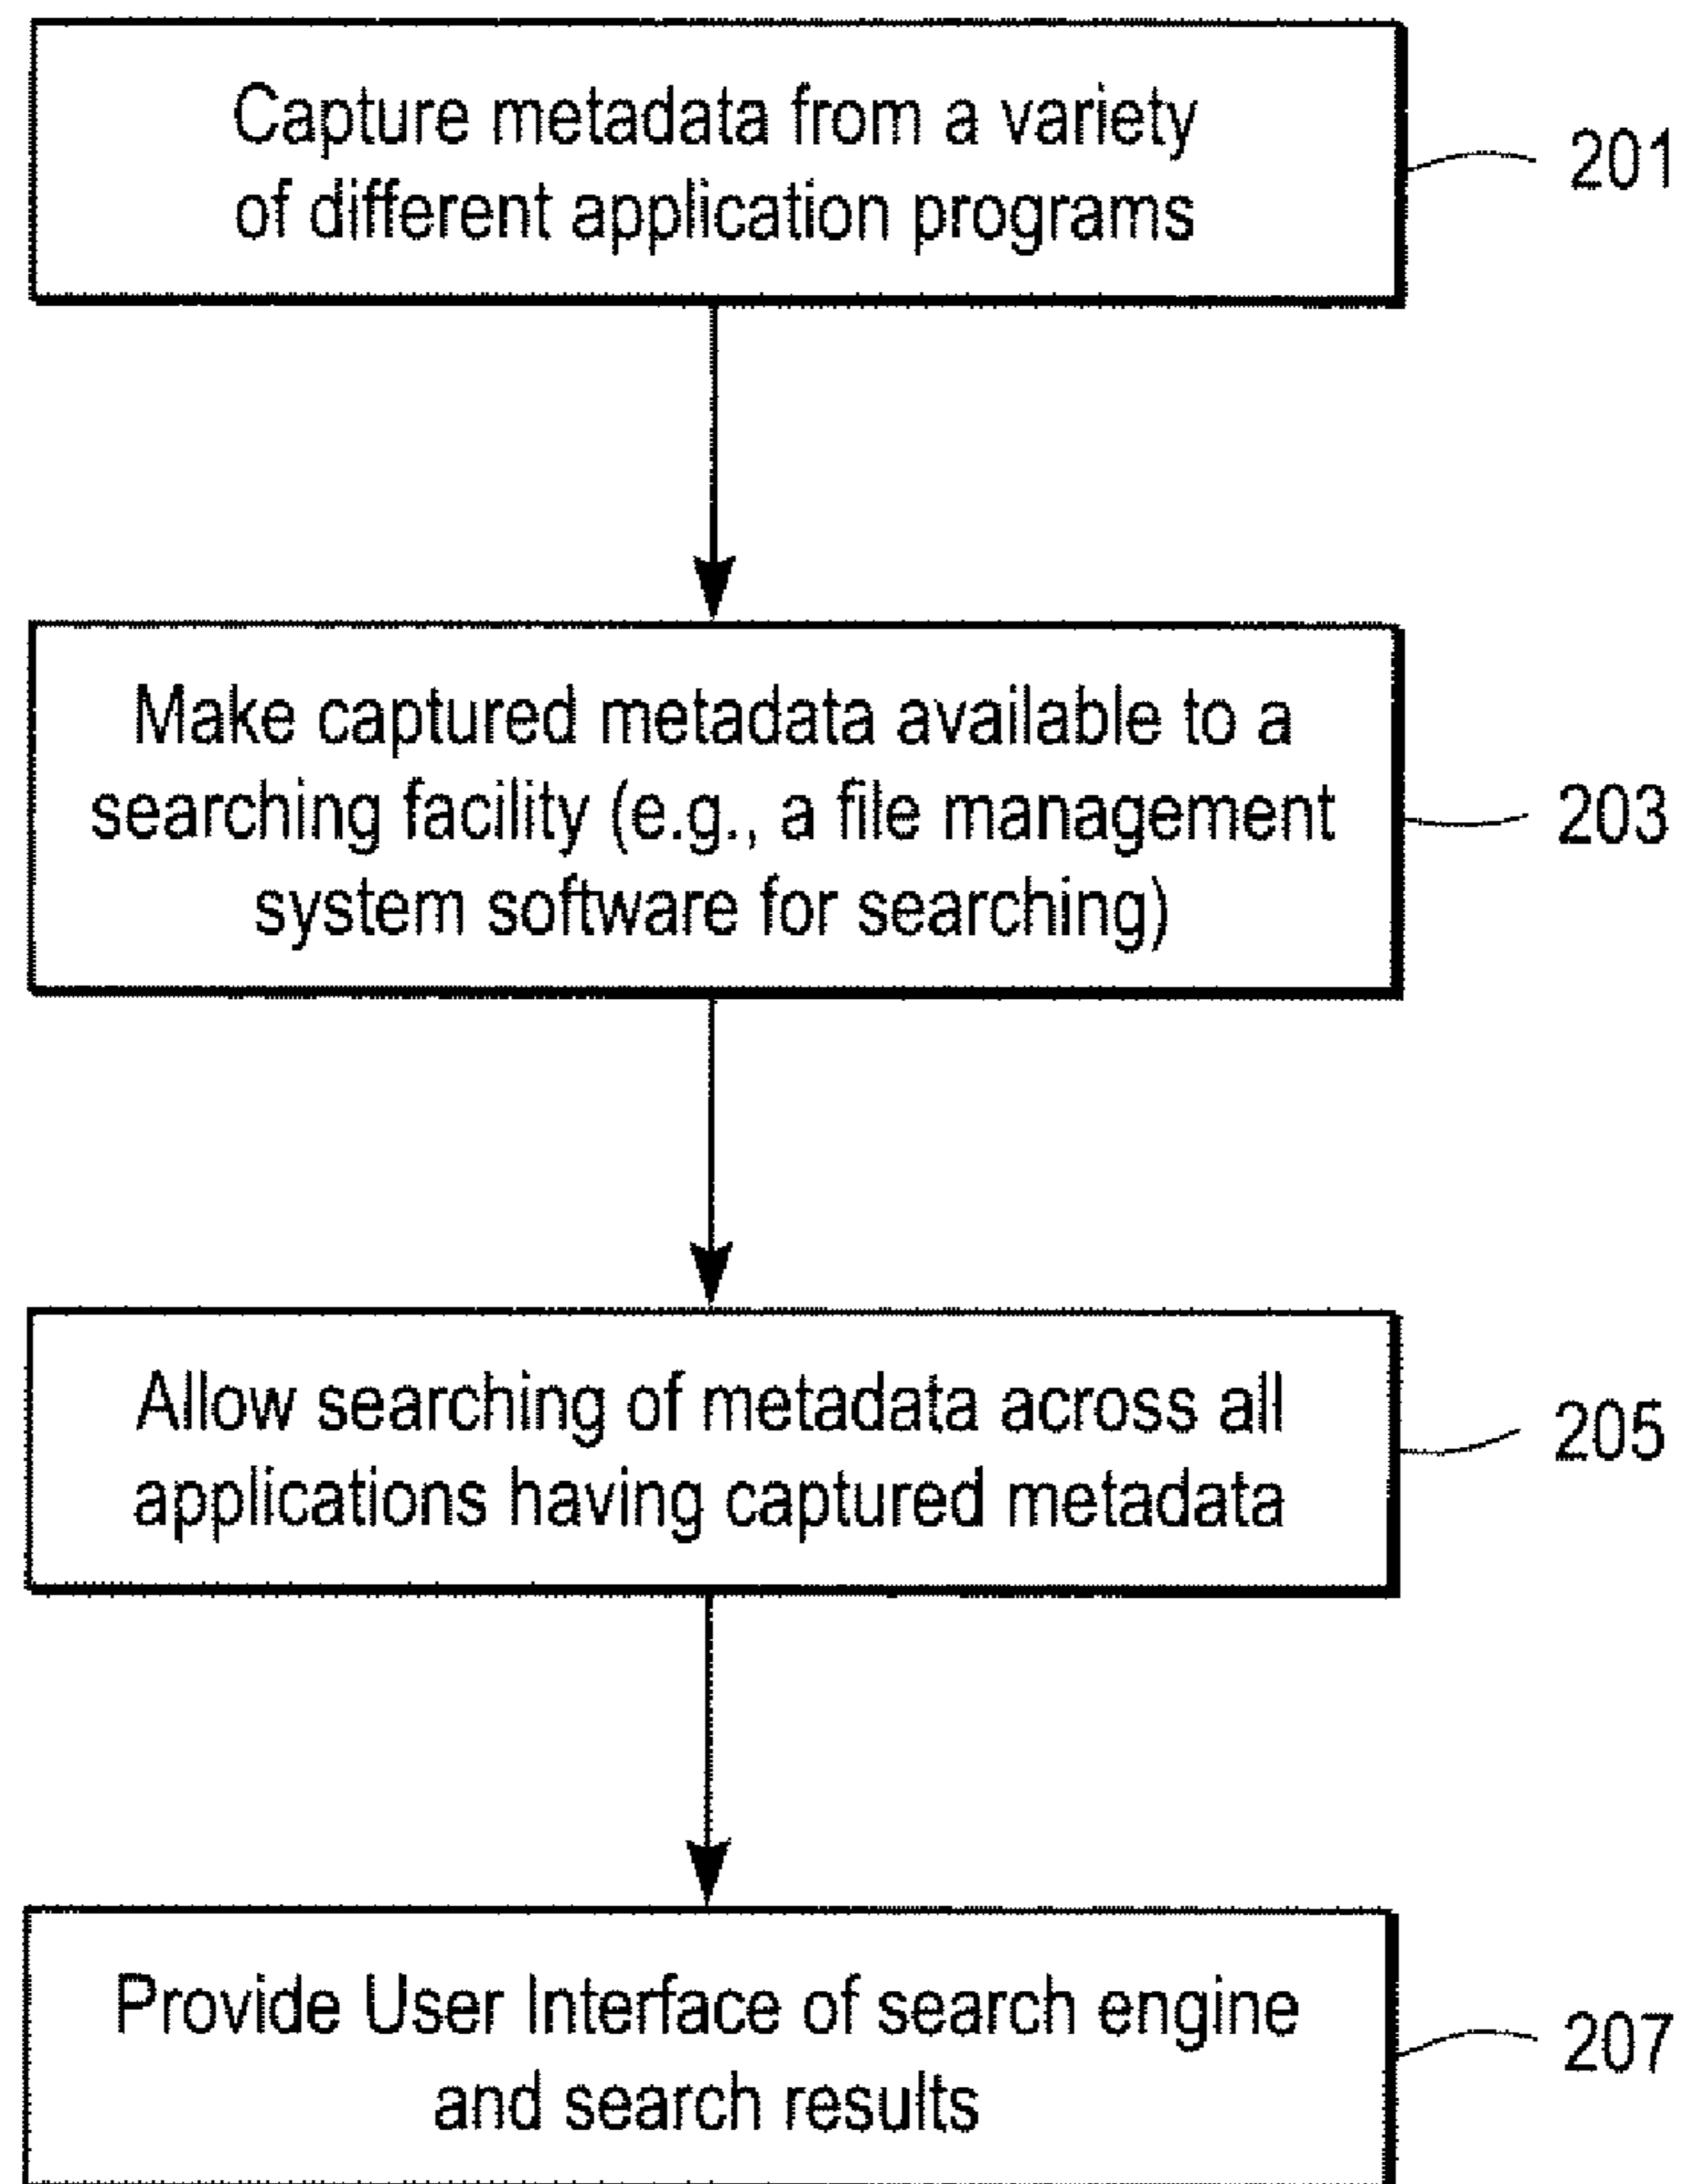 Capture metadata from a variety
of different application programs
201
Make captured metadata available to a
searching facility (e.g., a file management
system software for searching)
203
Allow searching of metadata across all
applications having captured metadata
205
Provide User Interface of search engine
and search results
207